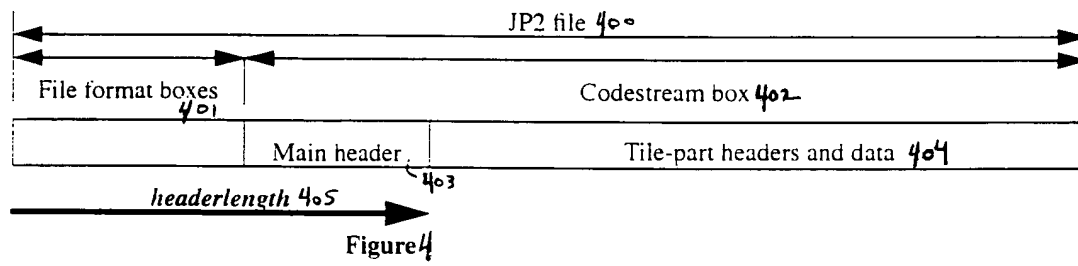 JP2 file 400
File format boxes 401
Codestream box 402
Main header 403
Tile-part headers and data 404
headerlength 405
Figure 4